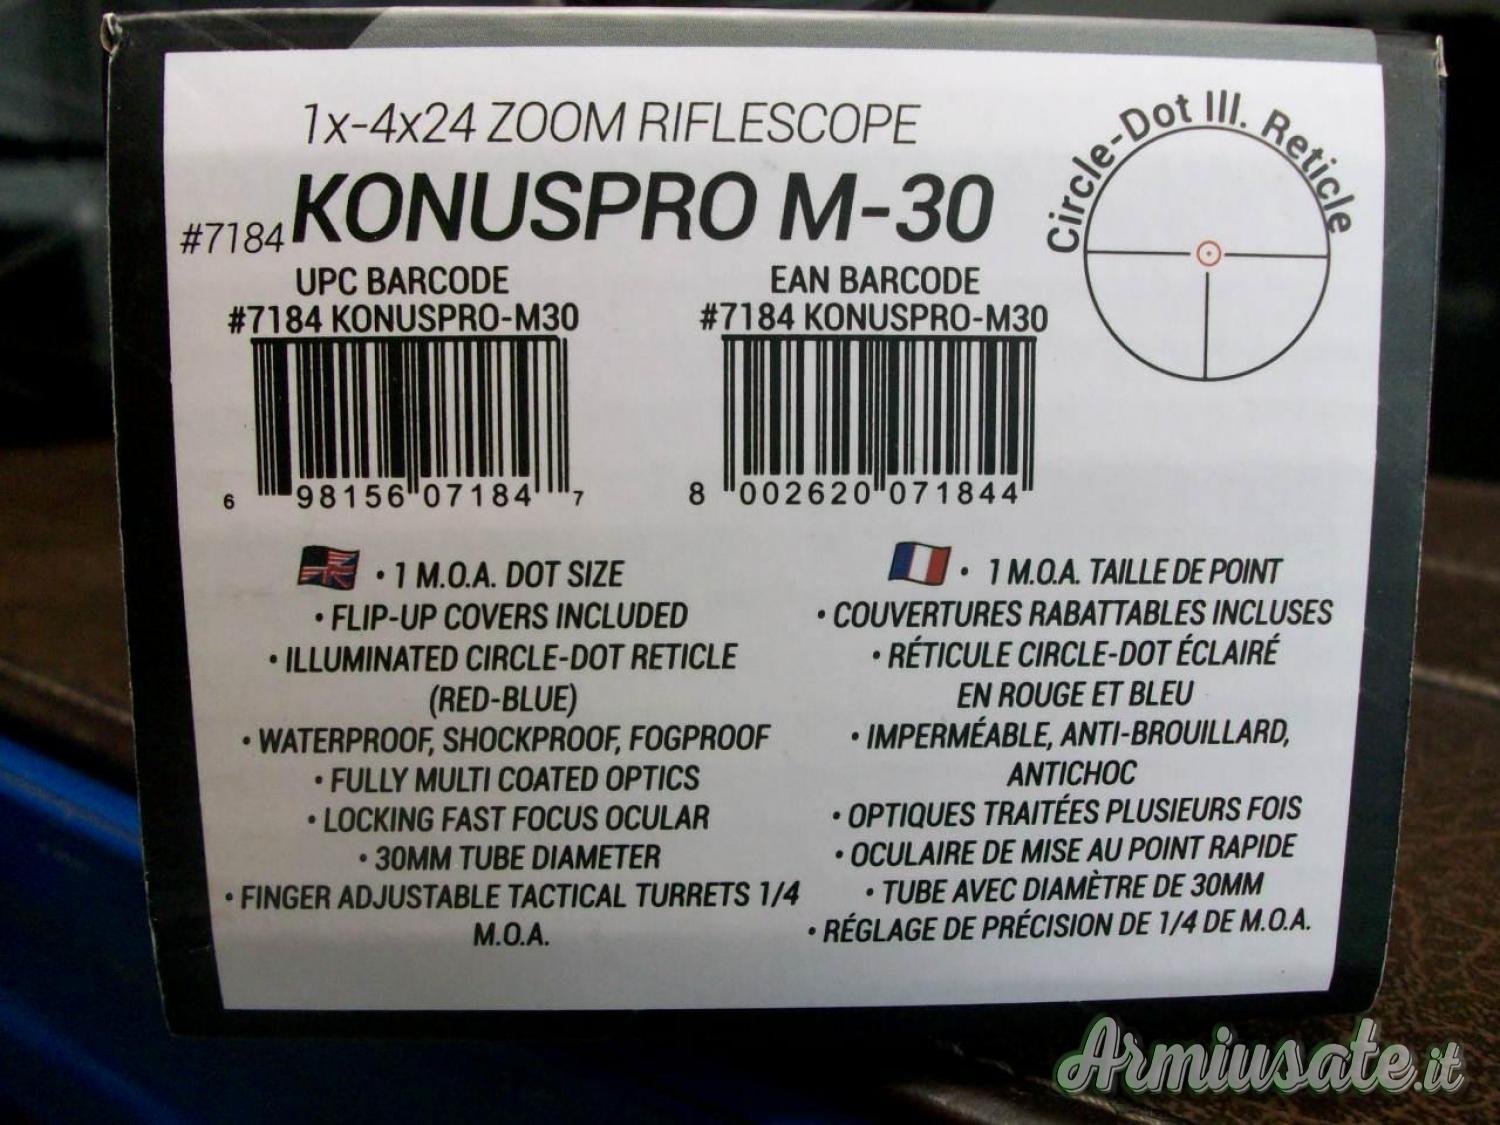 1x-4x24 ZOOM RIFLESCOPE
#7184 KONUSPRO M-30
Circle-Dot Ill. Reticle
UPC BARCODE
#7184 KONUSPRO-M30
6 98156 07184 7
EAN BARCODE
#7184 KONUSPRO-M30
8 002620 071844
• 1 M.O.A. DOT SIZE
• FLIP-UP COVERS INCLUDED
• ILLUMINATED CIRCLE-DOT RETICLE
(RED-BLUE)
• WATERPROOF, SHOCKPROOF, FOGPROOF
• FULLY MULTI COATED OPTICS
• LOCKING FAST FOCUS OCULAR
• 30MM TUBE DIAMETER
• FINGER ADJUSTABLE TACTICAL TURRETS 1/4
M.O.A.
• 1 M.O.A. TAILLE DE POINT
• COUVERTURES RABATTABLES INCLUSES
• RÉTICULE CIRCLE-DOT ÉCLAIRÉ
EN ROUGE ET BLEU
• IMPERMÉABLE, ANTI-BROUILLARD,
ANTICHOC
• OPTIQUES TRAITÉES PLUSIEURS FOIS
• OCULAIRE DE MISE AU POINT RAPIDE
• TUBE AVEC DIAMÈTRE DE 30MM
• RÉGLAGE DE PRÉCISION DE 1/4 DE M.O.A.
Armiusate.it